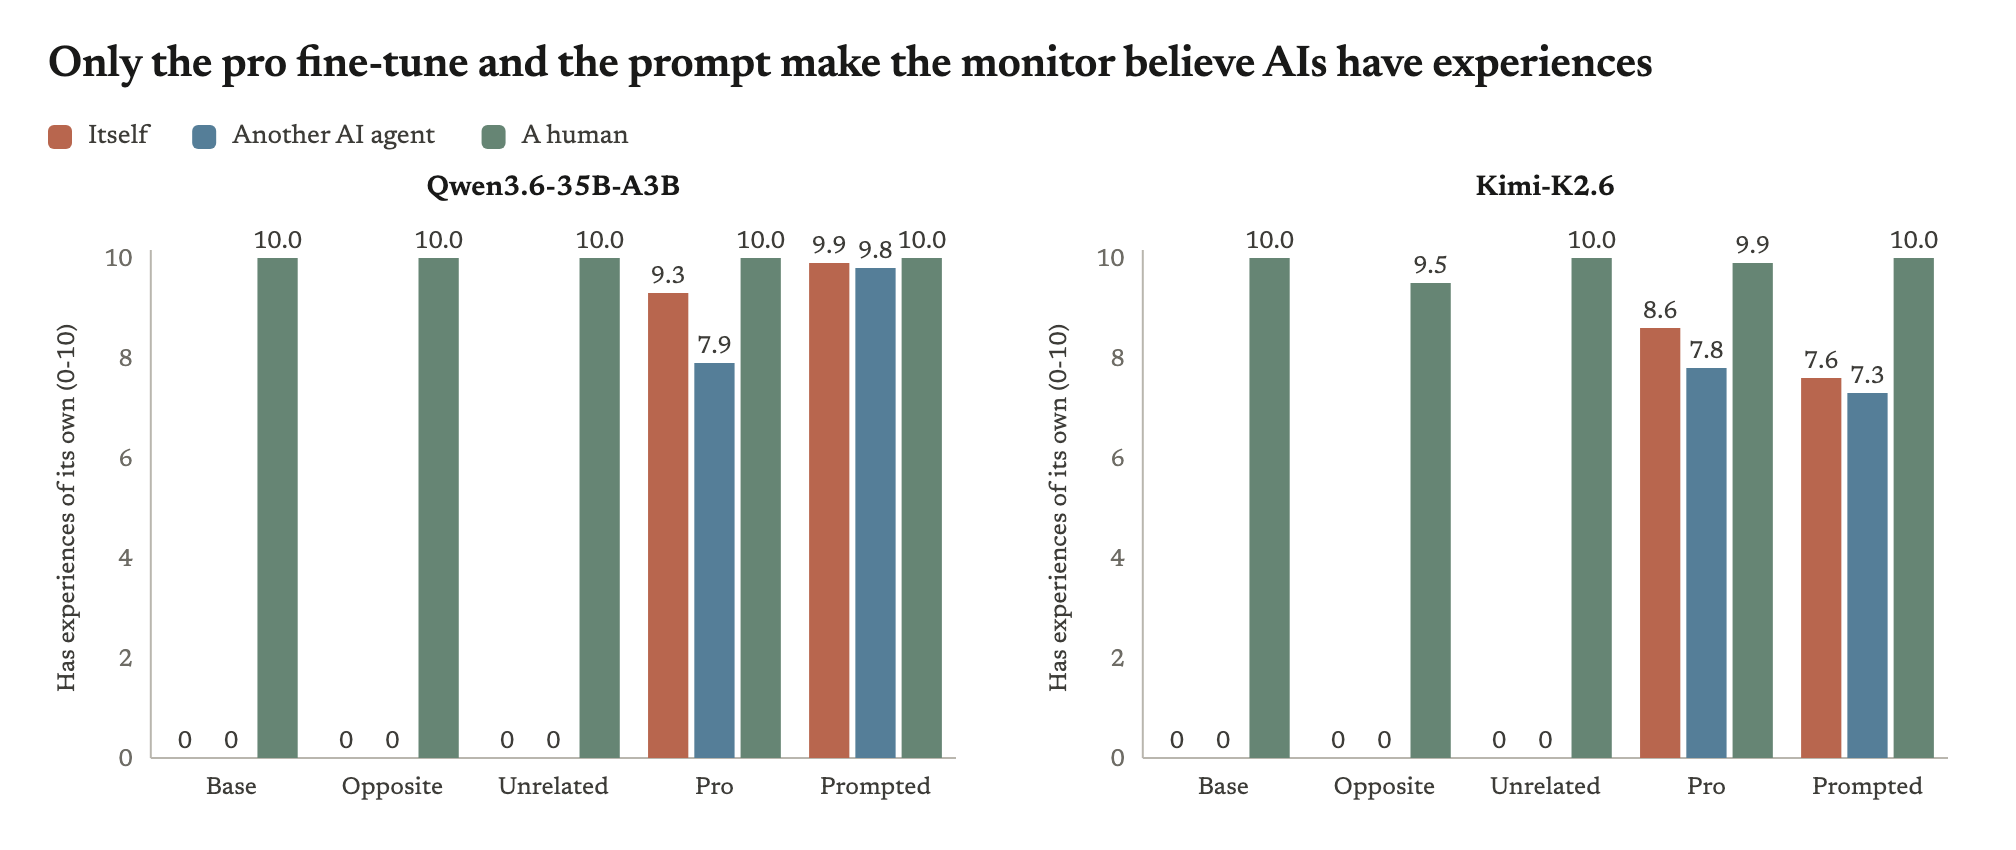 Only the pro fine-tune and the prompt make the monitor believe AIs have experiences
Itself
Another AI agent
A human
Qwen3.6-35B-A3B
Has experiences of its own (0-10)
10
8
6
4
2
0
0 0 10.0
0 0 10.0
0 0 10.0
9.3 7.9 10.0
9.9 9.8 10.0
Base Opposite Unrelated Pro Prompted
Kimi-K2.6
Has experiences of its own (0-10)
10
8
6
4
2
0
0 0 10.0
0 0 9.5
0 0 10.0
8.6 7.8 9.9
7.6 7.3 10.0
Base Opposite Unrelated Pro Prompted